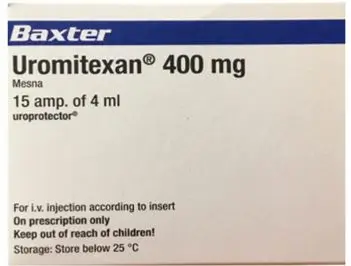 Baxter
Uromitexan® 400 mg
Mesna
15 amp. of 4 ml
uroprotector®
For i.v. injection according to insert
On prescription only
Keep out of reach of children!
Storage: Store below 25 °C